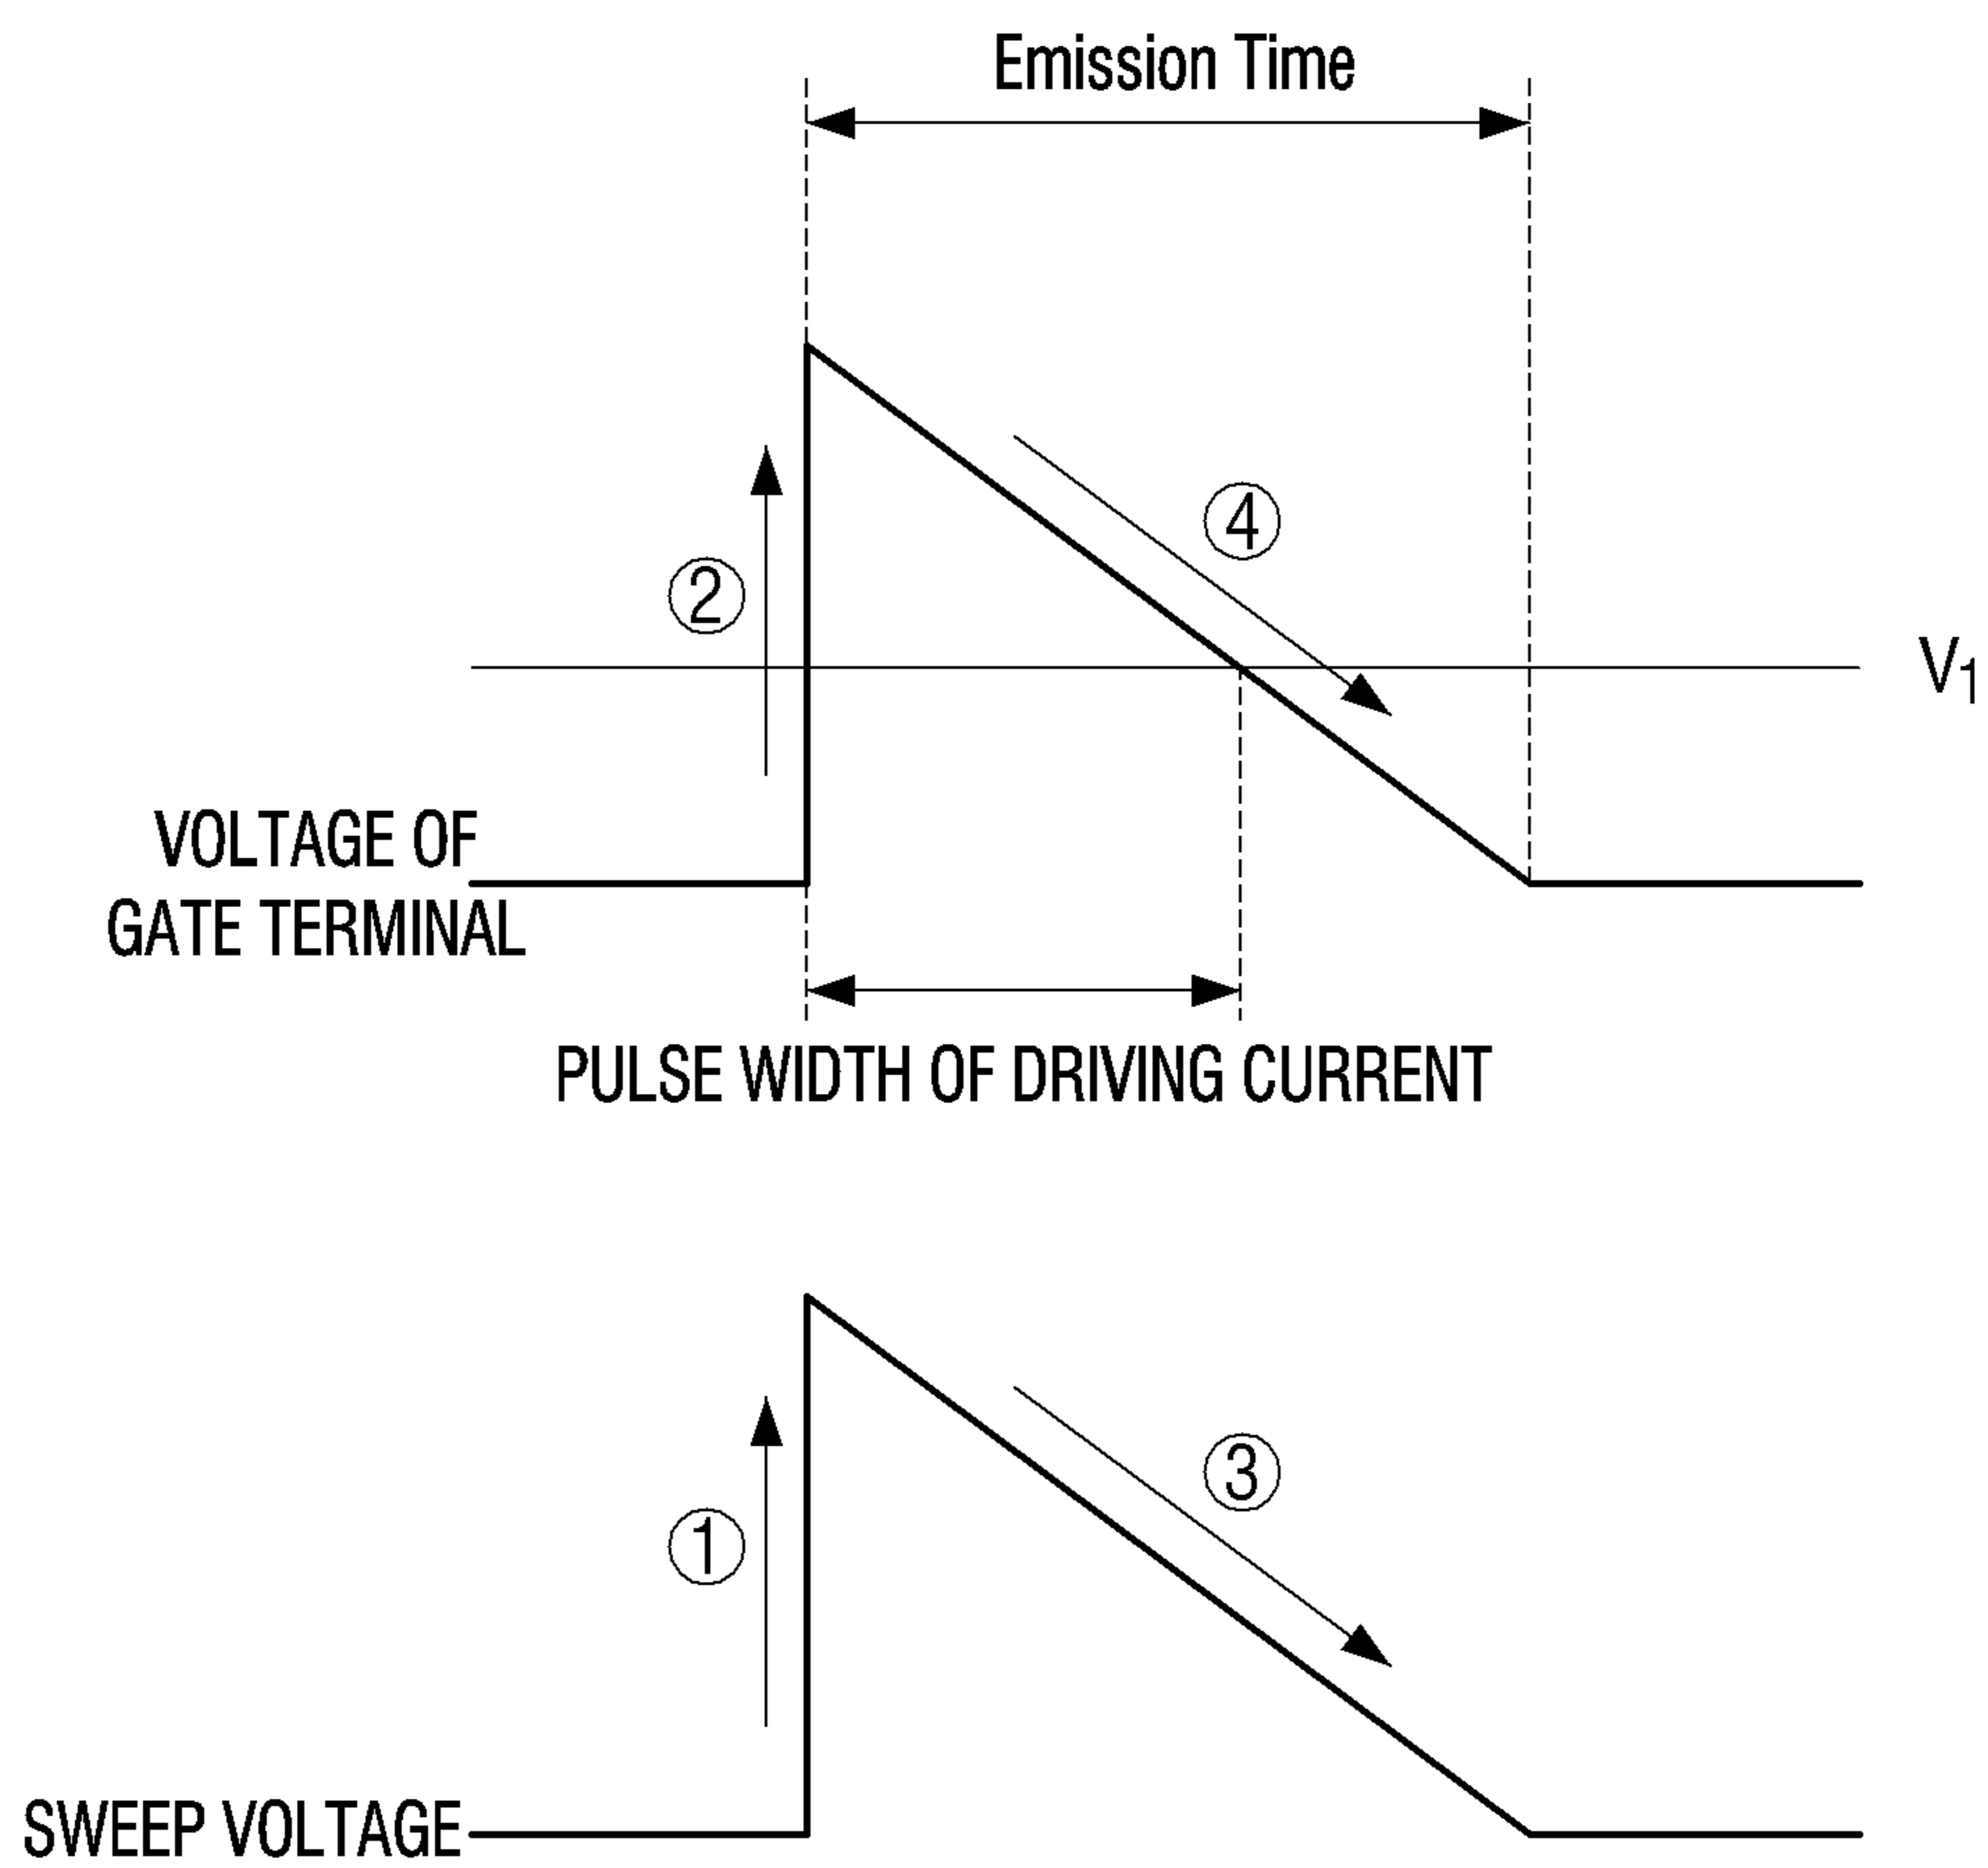 Emission Time
④
②
V₁
VOLTAGE OF
GATE TERMINAL
PULSE WIDTH OF DRIVING CURRENT
③
①
SWEEP VOLTAGE